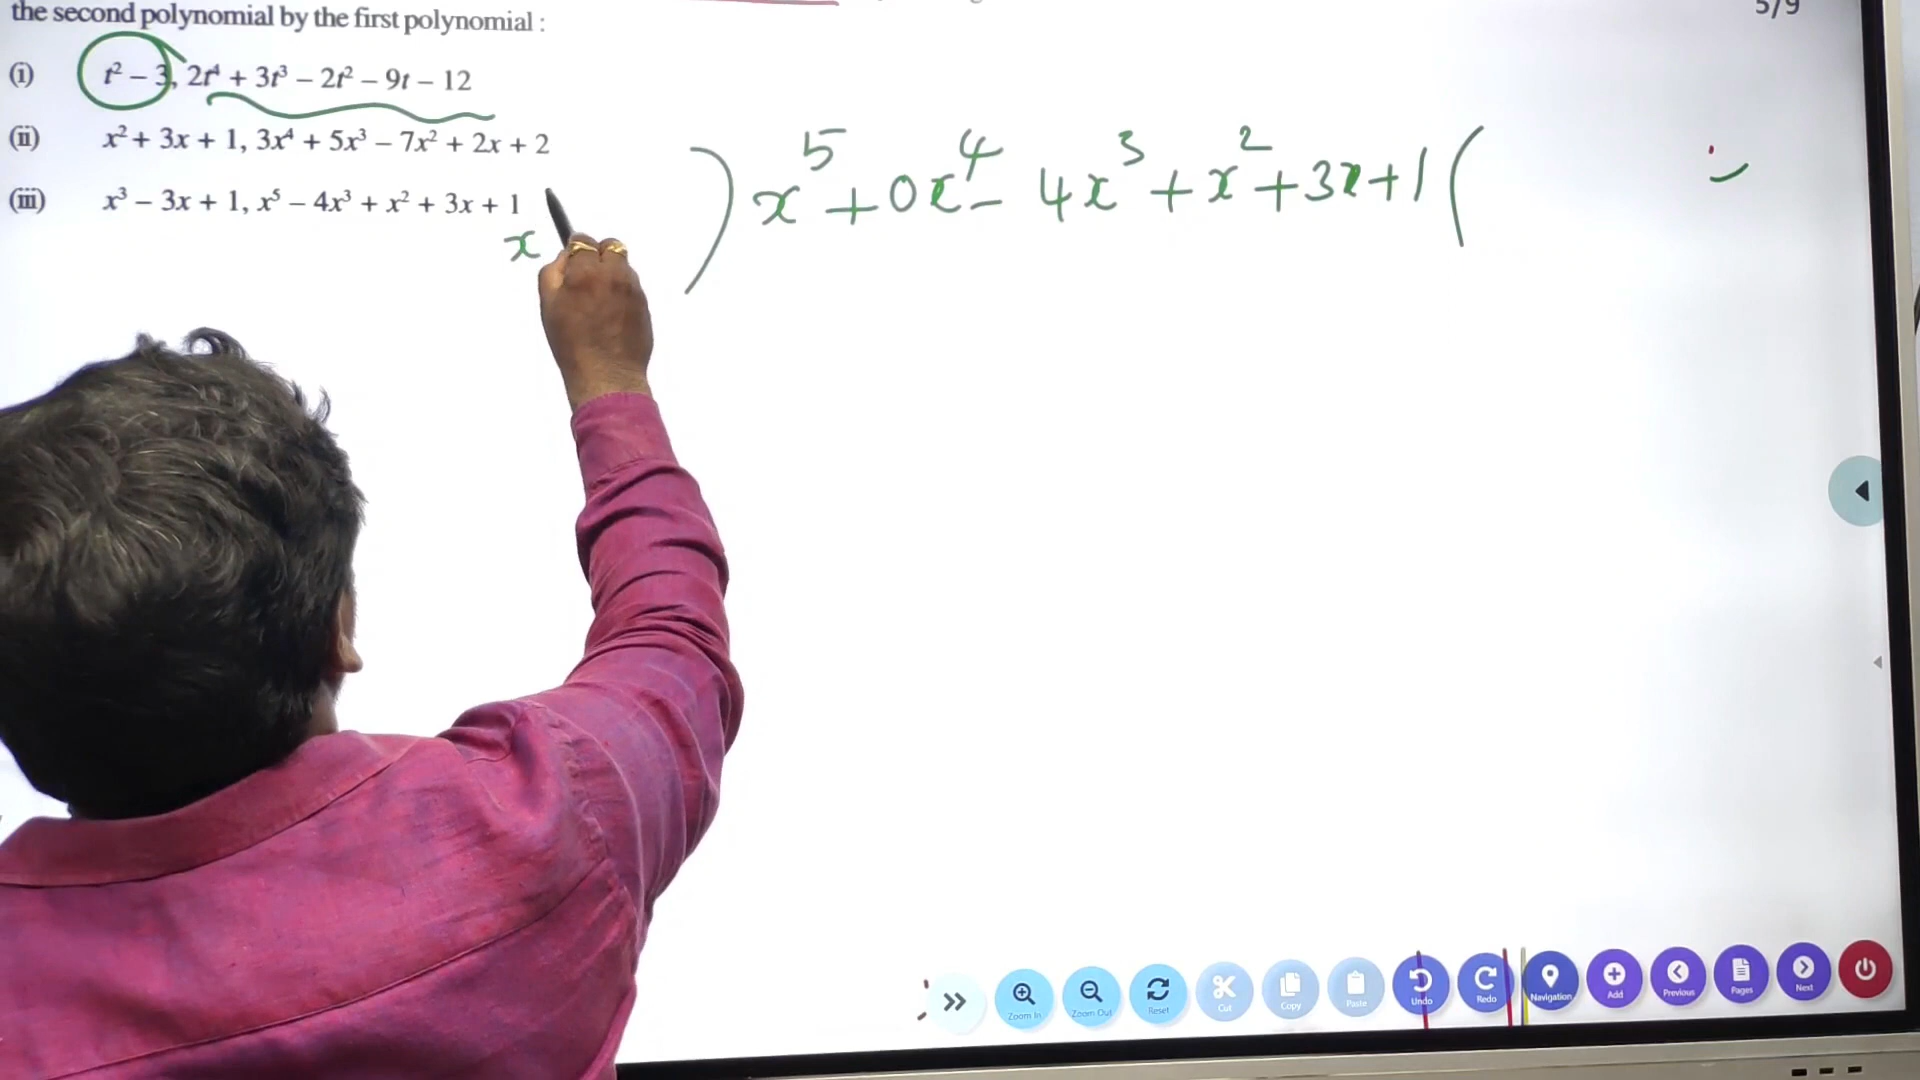 the second polynomial by the first polynomial :
5/9
(i) t² – 3, 2t⁴ + 3t³ – 2t² – 9t – 12
(ii) x² + 3x + 1, 3x⁴ + 5x³ – 7x² + 2x + 2
(iii) x³ – 3x + 1, x⁵ – 4x³ + x² + 3x + 1
x ) x⁵ + 0x⁴ – 4x³ + x² + 3x + 1 (
Zoom In Zoom Out Reset Cut Copy Paste Undo Redo Navigation Add Previous Pages Next